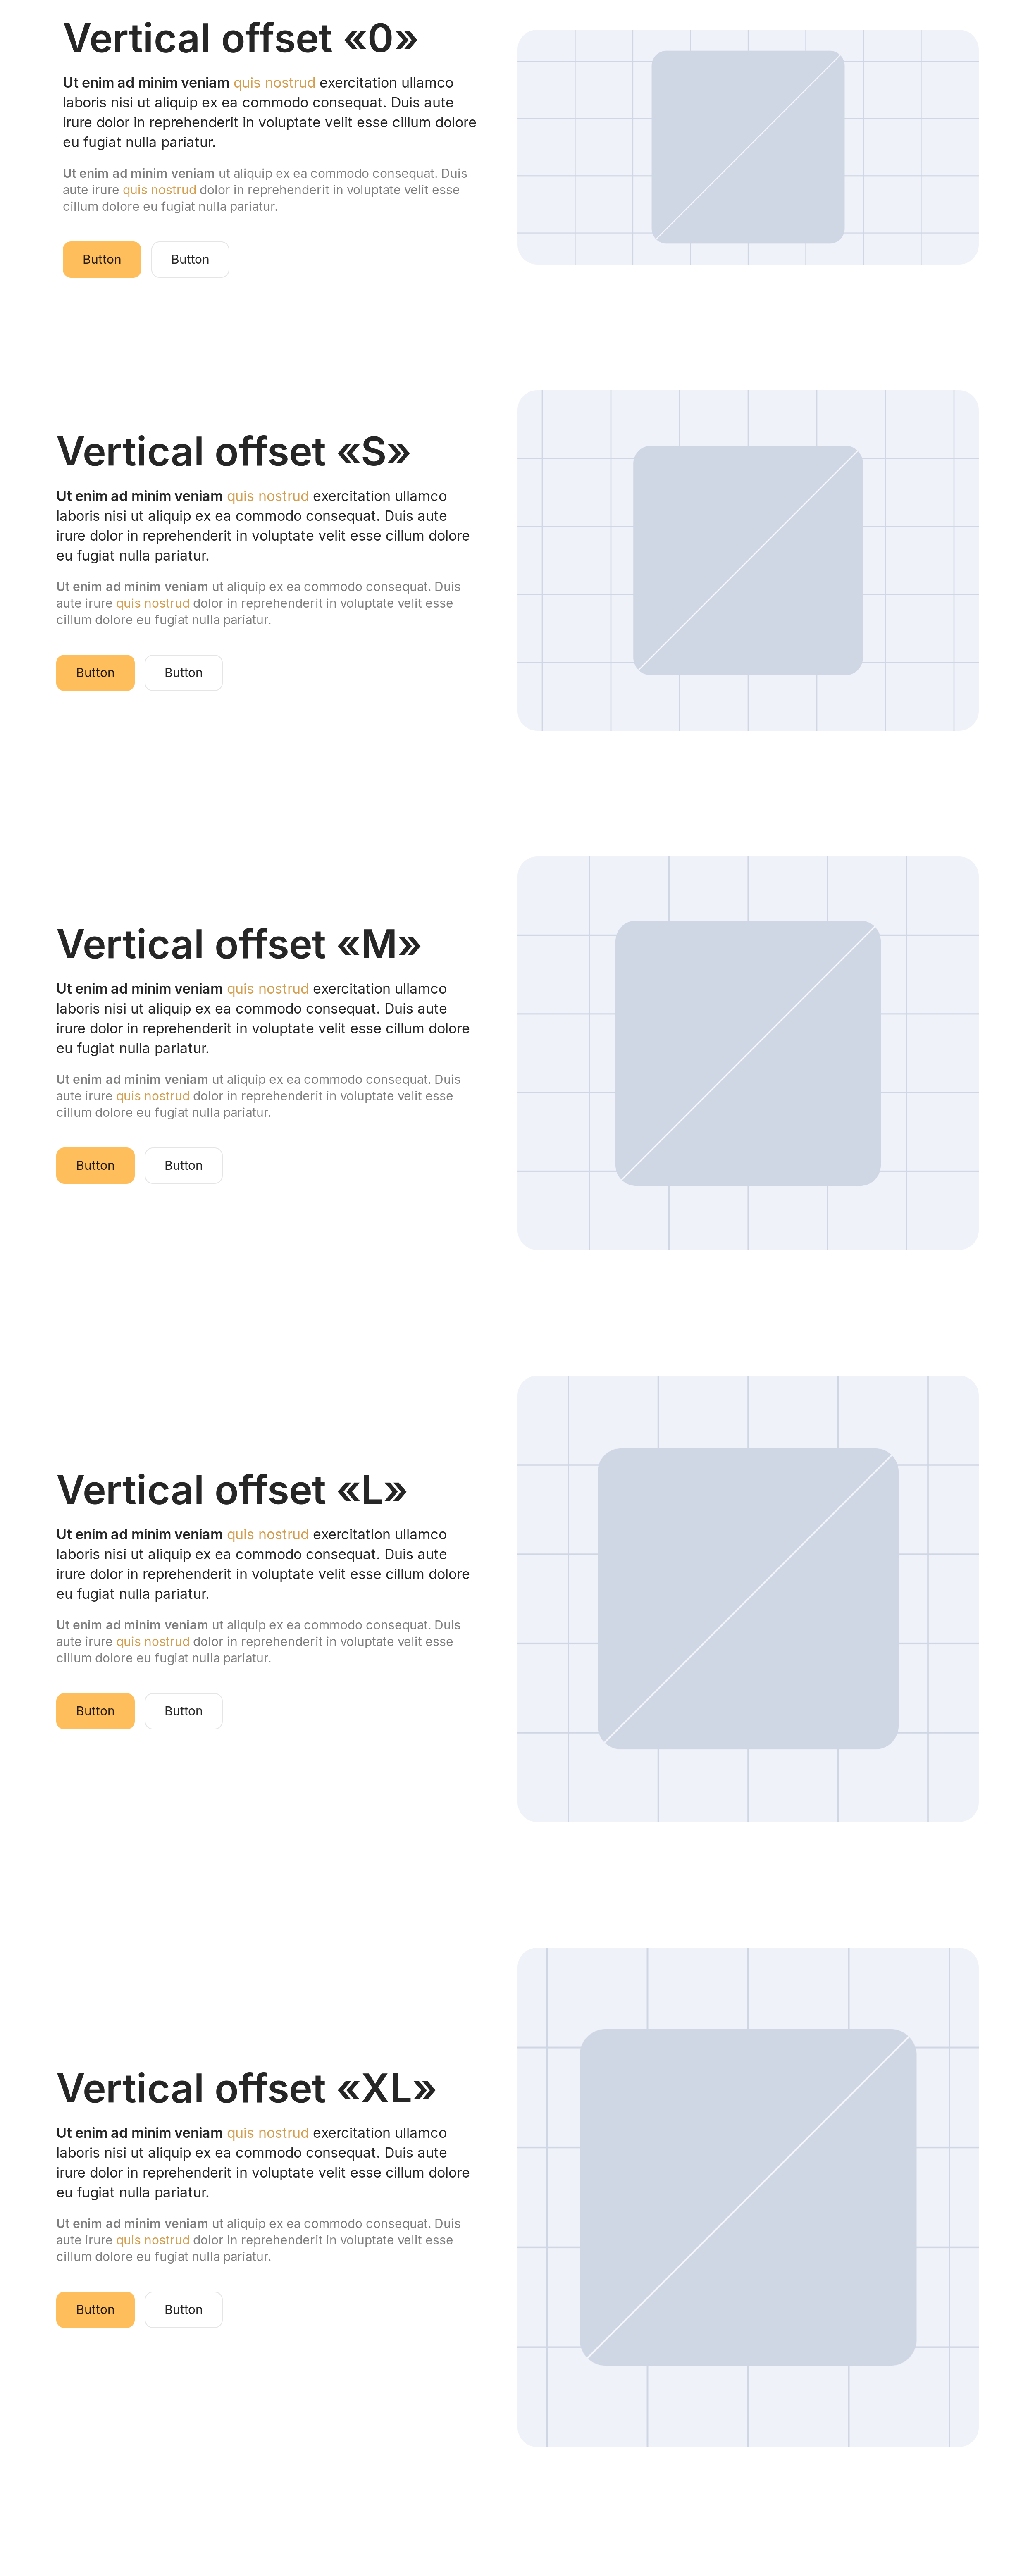 Vertical offset «0»
Ut enim ad minim veniam quis nostrud exercitation ullamco
laboris nisi ut aliquip ex ea commodo consequat. Duis aute
irure dolor in reprehenderit in voluptate velit esse cillum dolore
eu fugiat nulla pariatur.
Ut enim ad minim veniam ut aliquip ex ea commodo consequat. Duis
aute irure quis nostrud dolor in reprehenderit in voluptate velit esse
cillum dolore eu fugiat nulla pariatur.
Button Button
Vertical offset «S»
Ut enim ad minim veniam quis nostrud exercitation ullamco
laboris nisi ut aliquip ex ea commodo consequat. Duis aute
irure dolor in reprehenderit in voluptate velit esse cillum dolore
eu fugiat nulla pariatur.
Ut enim ad minim veniam ut aliquip ex ea commodo consequat. Duis
aute irure quis nostrud dolor in reprehenderit in voluptate velit esse
cillum dolore eu fugiat nulla pariatur.
Button Button
Vertical offset «M»
Ut enim ad minim veniam quis nostrud exercitation ullamco
laboris nisi ut aliquip ex ea commodo consequat. Duis aute
irure dolor in reprehenderit in voluptate velit esse cillum dolore
eu fugiat nulla pariatur.
Ut enim ad minim veniam ut aliquip ex ea commodo consequat. Duis
aute irure quis nostrud dolor in reprehenderit in voluptate velit esse
cillum dolore eu fugiat nulla pariatur.
Button Button
Vertical offset «L»
Ut enim ad minim veniam quis nostrud exercitation ullamco
laboris nisi ut aliquip ex ea commodo consequat. Duis aute
irure dolor in reprehenderit in voluptate velit esse cillum dolore
eu fugiat nulla pariatur.
Ut enim ad minim veniam ut aliquip ex ea commodo consequat. Duis
aute irure quis nostrud dolor in reprehenderit in voluptate velit esse
cillum dolore eu fugiat nulla pariatur.
Button Button
Vertical offset «XL»
Ut enim ad minim veniam quis nostrud exercitation ullamco
laboris nisi ut aliquip ex ea commodo consequat. Duis aute
irure dolor in reprehenderit in voluptate velit esse cillum dolore
eu fugiat nulla pariatur.
Ut enim ad minim veniam ut aliquip ex ea commodo consequat. Duis
aute irure quis nostrud dolor in reprehenderit in voluptate velit esse
cillum dolore eu fugiat nulla pariatur.
Button Button